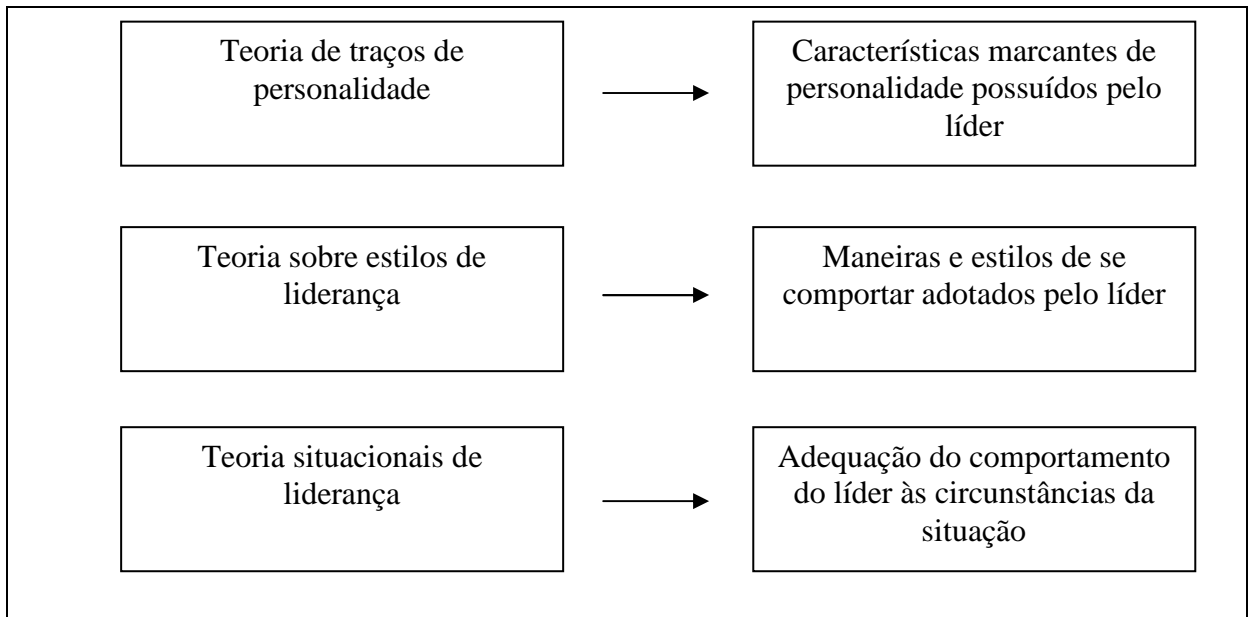 Teoria de traços de
personalidade
Características marcantes de
personalidade possuídos pelo
líder
Teoria sobre estilos de
liderança
Maneiras e estilos de se
comportar adotados pelo líder
Teoria situacionais de
liderança
Adequação do comportamento
do líder às circunstâncias da
situação